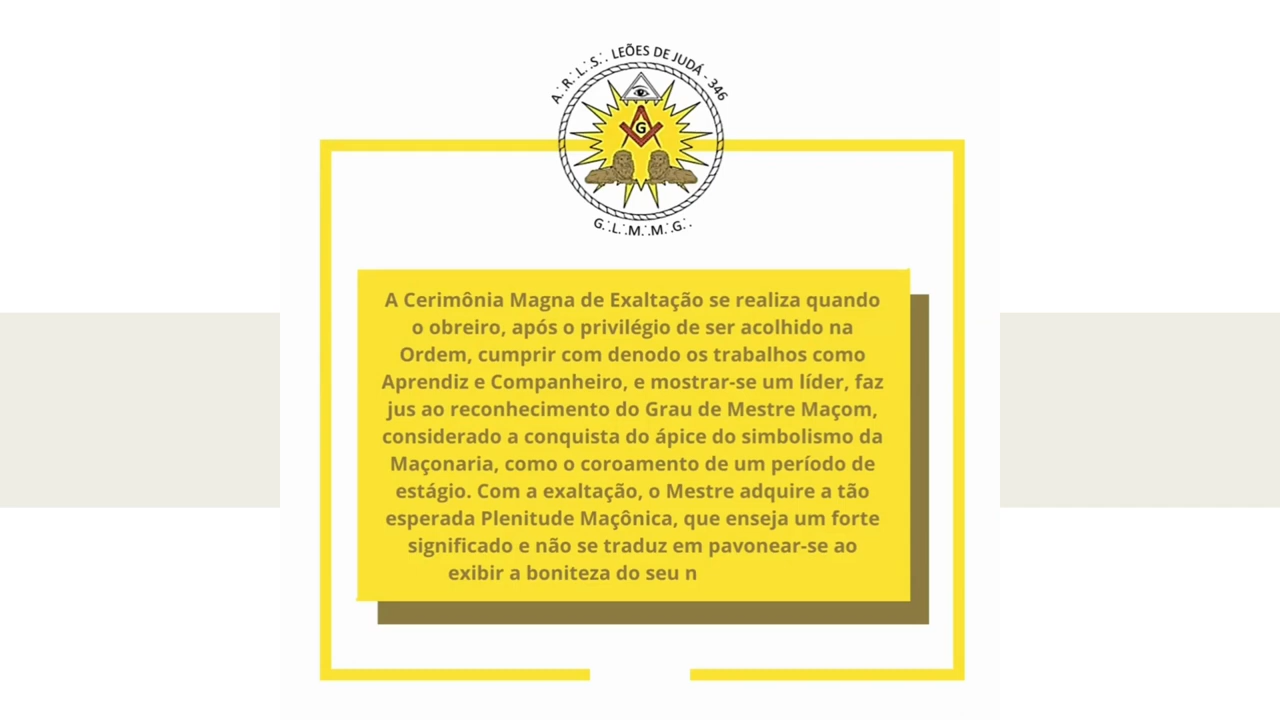 A∴R∴L∴S∴ LEÕES DE JUDÁ - 346
G
G∴L∴M∴M∴G∴
A Cerimônia Magna de Exaltação se realiza quando
o obreiro, após o privilégio de ser acolhido na
Ordem, cumprir com denodo os trabalhos como
Aprendiz e Companheiro, e mostrar-se um líder, faz
jus ao reconhecimento do Grau de Mestre Maçom,
considerado a conquista do ápice do simbolismo da
Maçonaria, como o coroamento de um período de
estágio. Com a exaltação, o Mestre adquire a tão
esperada Plenitude Maçônica, que enseja um forte
significado e não se traduz em pavonear-se ao
exibir a boniteza do seu n